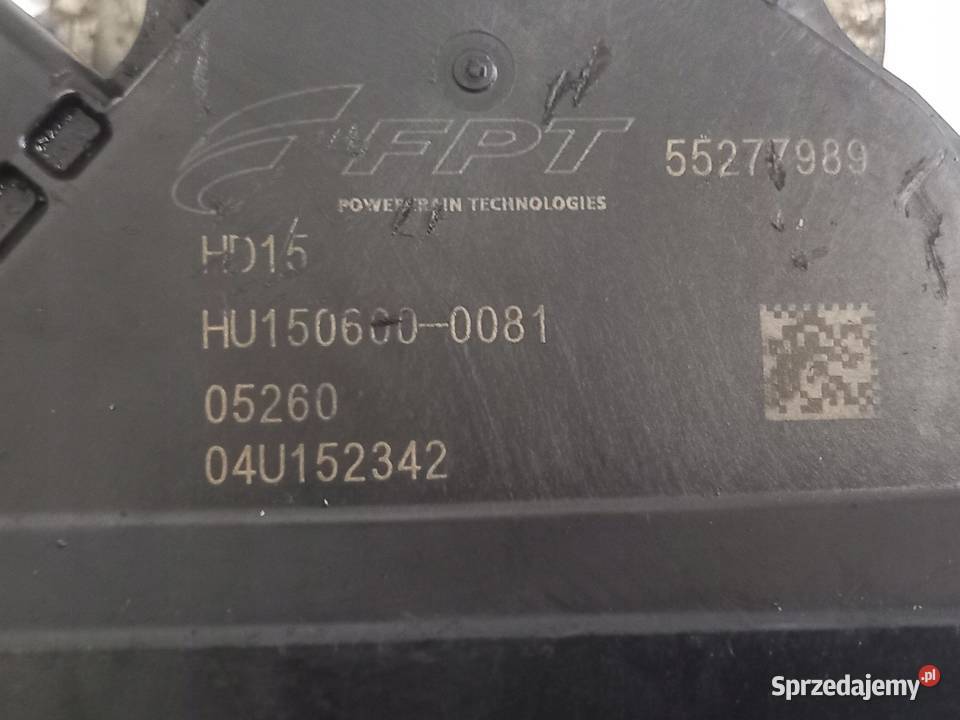 FPT
55277989
POWERTRAIN TECHNOLOGIES
HD15
HU150600-0081
05260
04U152342
Sprzedajemy.pl